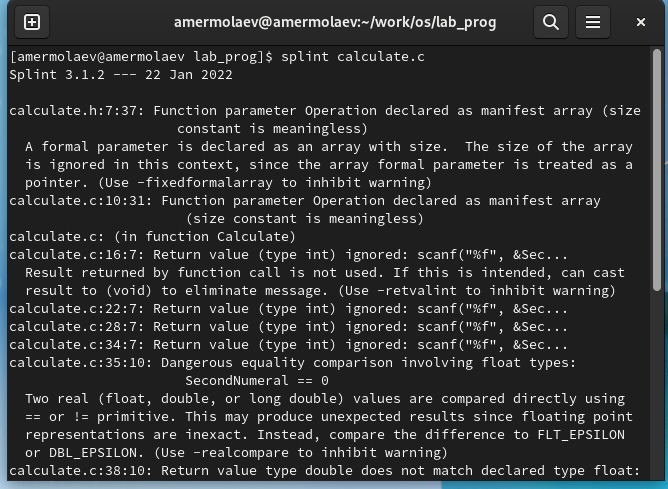 amermolaev@amermolaev:~/work/os/lab_prog
[amermolaev@amermolaev lab_prog]$ splint calculate.c
Splint 3.1.2 --- 22 Jan 2022
calculate.h:7:37: Function parameter Operation declared as manifest array (size
constant is meaningless)
A formal parameter is declared as an array with size.  The size of the array
is ignored in this context, since the array formal parameter is treated as a
pointer. (Use -fixedformalarray to inhibit warning)
calculate.c:10:31: Function parameter Operation declared as manifest array
(size constant is meaningless)
calculate.c: (in function Calculate)
calculate.c:16:7: Return value (type int) ignored: scanf("%f", &Sec...
Result returned by function call is not used. If this is intended, can cast
result to (void) to eliminate message. (Use -retvalint to inhibit warning)
calculate.c:22:7: Return value (type int) ignored: scanf("%f", &Sec...
calculate.c:28:7: Return value (type int) ignored: scanf("%f", &Sec...
calculate.c:34:7: Return value (type int) ignored: scanf("%f", &Sec...
calculate.c:35:10: Dangerous equality comparison involving float types:
SecondNumeral == 0
Two real (float, double, or long double) values are compared directly using
== or != primitive. This may produce unexpected results since floating point
representations are inexact. Instead, compare the difference to FLT_EPSILON
or DBL_EPSILON. (Use -realcompare to inhibit warning)
calculate.c:38:10: Return value type double does not match declared type float: